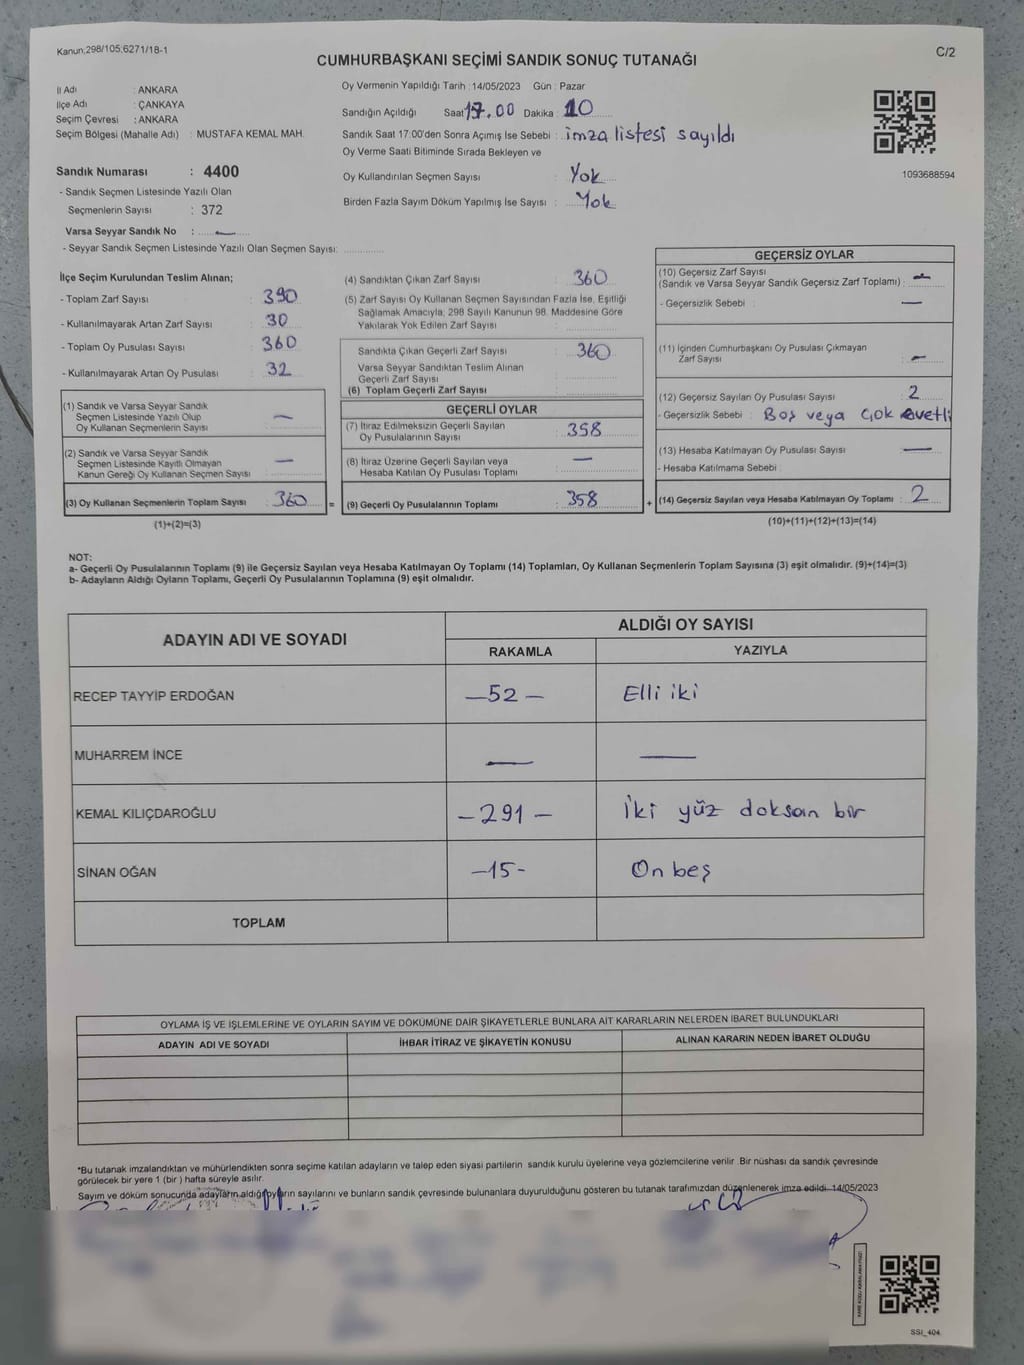 Kanun;298/105;6271/18-1
C/2
CUMHURBAŞKANI SEÇİMİ SANDIK SONUÇ TUTANAĞI
İl Adı : ANKARA
İlçe Adı : ÇANKAYA
Seçim Çevresi : ANKARA
Seçim Bölgesi (Mahalle Adı) : MUSTAFA KEMAL MAH.
Sandık Numarası : 4400
- Sandık Seçmen Listesinde Yazılı Olan
Seçmenlerin Sayısı : 372
Varsa Seyyar Sandık No : —
- Seyyar Sandık Seçmen Listesinde Yazılı Olan Seçmen Sayısı:
Oy Vermenin Yapıldığı Tarih : 14/05/2023 Gün : Pazar
Sandığın Açıldığı Saat 17.00 Dakika : 10
Sandık Saat 17:00'den Sonra Açımış İse Sebebi : imza listesi sayıldı
Oy Verme Saati Bitiminde Sırada Bekleyen ve
Oy Kullandırılan Seçmen Sayısı : Yok
Birden Fazla Sayım Döküm Yapılmış İse Sayısı : Yok
1093688594
İlçe Seçim Kurulundan Teslim Alınan;
- Toplam Zarf Sayısı : 390
- Kullanılmayarak Artan Zarf Sayısı : 30
- Toplam Oy Pusulası Sayısı : 360
- Kullanılmayarak Artan Oy Pusulası : 32
(1) Sandık ve Varsa Seyyar Sandık
Seçmen Listesinde Yazılı Olup
Oy Kullanan Seçmenlerin Sayısı : —
(2) Sandık ve Varsa Seyyar Sandık
Seçmen Listesinde Kayıtlı Olmayan
Kanun Gereği Oy Kullanan Seçmen Sayısı : —
(3) Oy Kullanan Seçmenlerin Toplam Sayısı : 360 =
(1)+(2)=(3)
(4) Sandıktan Çıkan Zarf Sayısı : 360
(5) Zarf Sayısı Oy Kullanan Seçmen Sayısından Fazla İse, Eşitliği
Sağlamak Amacıyla; 298 Sayılı Kanunun 98. Maddesine Göre
Yakılarak Yok Edilen Zarf Sayısı :
Sandıkta Çıkan Geçerli Zarf Sayısı : 360
Varsa Seyyar Sandıktan Teslim Alınan
Geçerli Zarf Sayısı :
(6) Toplam Geçerli Zarf Sayısı :
GEÇERLİ OYLAR
(7) İtiraz Edilmeksizin Geçerli Sayılan
Oy Pusulalarının Sayısı : 358
(8) İtiraz Üzerine Geçerli Sayılan veya
Hesaba Katılan Oy Pusulası Toplamı : —
(9) Geçerli Oy Pusulalarının Toplamı : 358 +
GEÇERSİZ OYLAR
(10) Geçersiz Zarf Sayısı
(Sandık ve Varsa Seyyar Sandık Geçersiz Zarf Toplamı) : —
- Geçersizlik Sebebi : —
(11) İçinden Cumhurbaşkanı Oy Pusulası Çıkmayan
Zarf Sayısı : —
(12) Geçersiz Sayılan Oy Pusulası Sayısı : 2
- Geçersizlik Sebebi : Boş veya çok evetli
(13) Hesaba Katılmayan Oy Pusulası Sayısı : —
- Hesaba Katılmama Sebebi :
(14) Geçersiz Sayılan veya Hesaba Katılmayan Oy Toplamı : 2
(10)+(11)+(12)+(13)=(14)
NOT:
a- Geçerli Oy Pusulalarının Toplamı (9) ile Geçersiz Sayılan veya Hesaba Katılmayan Oy Toplamı (14) Toplamları, Oy Kullanan Seçmenlerin Toplam Sayısına (3) eşit olmalıdır. (9)+(14)=(3)
b- Adayların Aldığı Oyların Toplamı, Geçerli Oy Pusulalarının Toplamına (9) eşit olmalıdır.
ADAYIN ADI VE SOYADI
ALDIĞI OY SAYISI
RAKAMLA YAZIYLA
RECEP TAYYİP ERDOĞAN —52— Elli iki
MUHARREM İNCE — —
KEMAL KILIÇDAROĞLU —291— İki yüz doksan bir
SİNAN OĞAN —15— On beş
TOPLAM
OYLAMA İŞ VE İŞLEMLERİNE VE OYLARIN SAYIM VE DÖKÜMÜNE DAİR ŞİKAYETLERLE BUNLARA AİT KARARLARIN NELERDEN İBARET BULUNDUKLARI
ADAYIN ADI VE SOYADI İHBAR İTİRAZ VE ŞİKAYETİN KONUSU ALINAN KARARIN NEDEN İBARET OLDUĞU
*Bu tutanak imzalandıktan ve mühürlendikten sonra seçime katılan adayların ve talep eden siyasi partilerin sandık kurulu üyelerine veya gözlemcilerine verilir. Bir nüshası da sandık çevresinde
görülecek bir yere 1 (bir) hafta süreyle asılır.
Sayım ve döküm sonucunda adayların aldığı oyların sayılarını ve bunların sandık çevresinde bulunanlara duyurulduğunu gösteren bu tutanak tarafımızdan düzenlenerek imza edildi. 14/05/2023
SSI_404